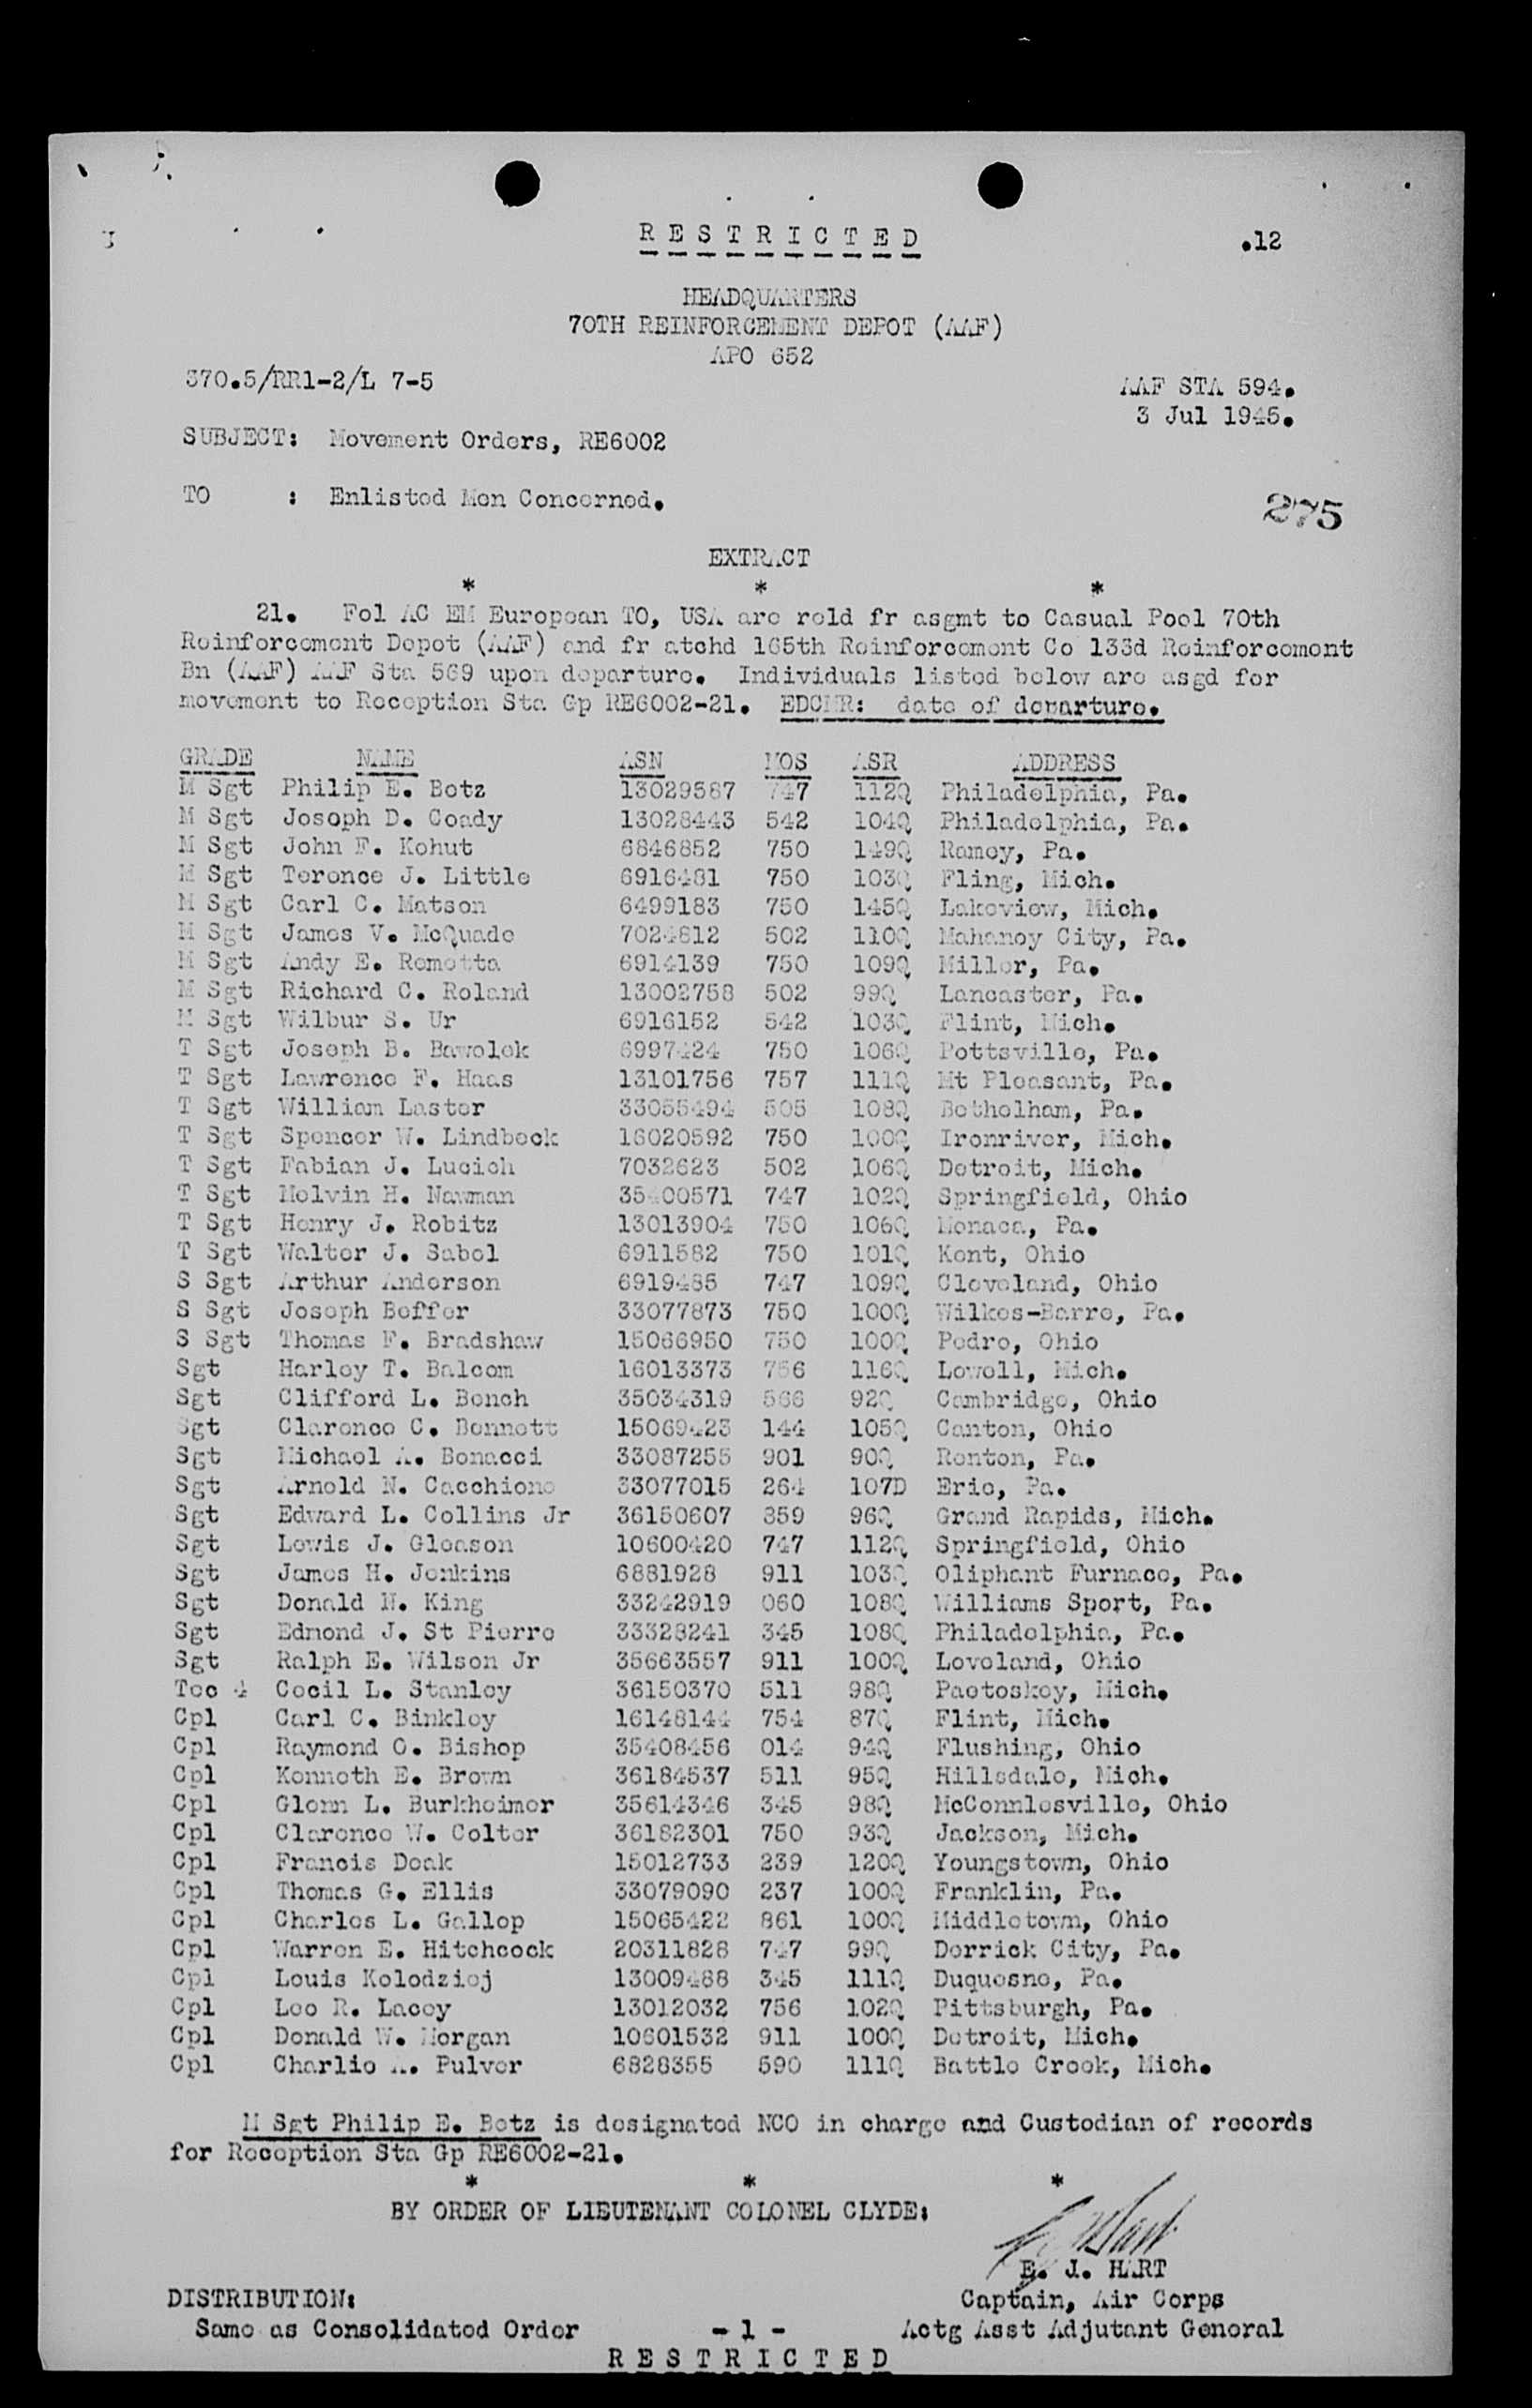 RESTRICTED .12
HEADQUARTERS
70TH REINFORCEMENT DEPOT (AAF)
APO 652
370.5/RR1-2/L 7-5
AAF STA 594.
3 Jul 1945.
SUBJECT: Movement Orders, RE6002
TO : Enlisted Men Concerned.
275
EXTRACT
* * *
21. Fol AC EM European TO, USA are reld fr asgmt to Casual Pool 70th
Reinforcement Depot (AAF) and fr atchd 165th Reinforcement Co 133d Reinforcement
Bn (AAF) AAF Sta 569 upon departure. Individuals listed below are asgd for
movement to Reception Sta Gp RE6002-21. EDCMR: date of departure.
GRADE NAME ASN MOS ASR ADDRESS
M Sgt Philip E. Betz 13029587 747 112Q Philadelphia, Pa.
M Sgt Joseph D. Coady 13028443 542 104Q Philadelphia, Pa.
M Sgt John F. Kohut 6846852 750 149Q Ramey, Pa.
M Sgt Terence J. Little 6916481 750 103Q Fling, Mich.
M Sgt Carl C. Matson 6499183 750 145Q Lakeview, Mich.
M Sgt James V. McQuade 7024812 502 110Q Mahanoy City, Pa.
M Sgt Andy E. Remetta 6914139 750 109Q Miller, Pa.
M Sgt Richard C. Roland 13002758 502 99Q Lancaster, Pa.
M Sgt Wilbur S. Ur 6916152 542 103Q Flint, Mich.
T Sgt Joseph B. Bawelek 6997424 750 106Q Pottsville, Pa.
T Sgt Lawrence F. Haas 13101756 757 111Q Mt Pleasant, Pa.
T Sgt William Laster 33055494 505 108Q Betholham, Pa.
T Sgt Spencer W. Lindbeck 16020592 750 100Q Ironriver, Mich.
T Sgt Fabian J. Lucich 7032623 502 106Q Detroit, Mich.
T Sgt Melvin H. Nawman 35400571 747 102Q Springfield, Ohio
T Sgt Henry J. Robitz 13013904 750 106Q Monaca, Pa.
T Sgt Walter J. Sabol 6911582 750 101Q Kent, Ohio
S Sgt Arthur Anderson 6919485 747 109Q Cleveland, Ohio
S Sgt Joseph Beffer 33077873 750 100Q Wilkes-Barre, Pa.
S Sgt Thomas F. Bradshaw 15066950 750 100Q Pedro, Ohio
Sgt Harley T. Balcom 16013373 756 116Q Lowell, Mich.
Sgt Clifford L. Bench 35034319 566 92Q Cambridge, Ohio
Sgt Clarence C. Bennett 15069423 144 105Q Canton, Ohio
Sgt Michael A. Bonacci 33087255 901 90Q Renton, Pa.
Sgt Arnold N. Cacchione 33077015 264 107D Erie, Pa.
Sgt Edward L. Collins Jr 36150607 859 96Q Grand Rapids, Mich.
Sgt Lewis J. Gleason 10600420 747 112Q Springfield, Ohio
Sgt James H. Jenkins 6881928 911 103Q Oliphant Furnace, Pa.
Sgt Donald M. King 33242919 060 108Q Williams Sport, Pa.
Sgt Edmond J. St Pierre 33328241 345 108Q Philadelphia, Pa.
Sgt Ralph E. Wilson Jr 35663557 911 100Q Loveland, Ohio
Tec 4 Cecil L. Stanley 36150370 511 98Q Paetoskey, Mich.
Cpl Carl C. Binkley 16148144 754 87Q Flint, Mich.
Cpl Raymond O. Bishop 35408456 014 94Q Flushing, Ohio
Cpl Kenneth E. Brown 36184537 511 95Q Hillsdale, Mich.
Cpl Glenn L. Burkheimer 35614346 345 98Q McConnlesville, Ohio
Cpl Clarence W. Colter 36182301 750 93Q Jackson, Mich.
Cpl Francis Deak 15012733 239 120Q Youngstown, Ohio
Cpl Thomas G. Ellis 33079090 237 100Q Franklin, Pa.
Cpl Charles L. Gallop 15065422 861 100Q Middletown, Ohio
Cpl Warren E. Hitchcock 20311828 747 99Q Derrick City, Pa.
Cpl Louis Kolodziej 13009488 345 111Q Duquesne, Pa.
Cpl Leo R. Lacey 13012032 756 102Q Pittsburgh, Pa.
Cpl Donald W. Morgan 10601532 911 100Q Detroit, Mich.
Cpl Charlie A. Pulver 6828355 590 111Q Battle Creek, Mich.
M Sgt Philip E. Betz is designated NCO in charge and Custodian of records
for Reception Sta Gp RE6002-21.
* * *
BY ORDER OF LIEUTENANT COLONEL CLYDE:
E. J. HART
DISTRIBUTION: Captain, Air Corps
Same as Consolidated Order - 1 - Actg Asst Adjutant General
RESTRICTED